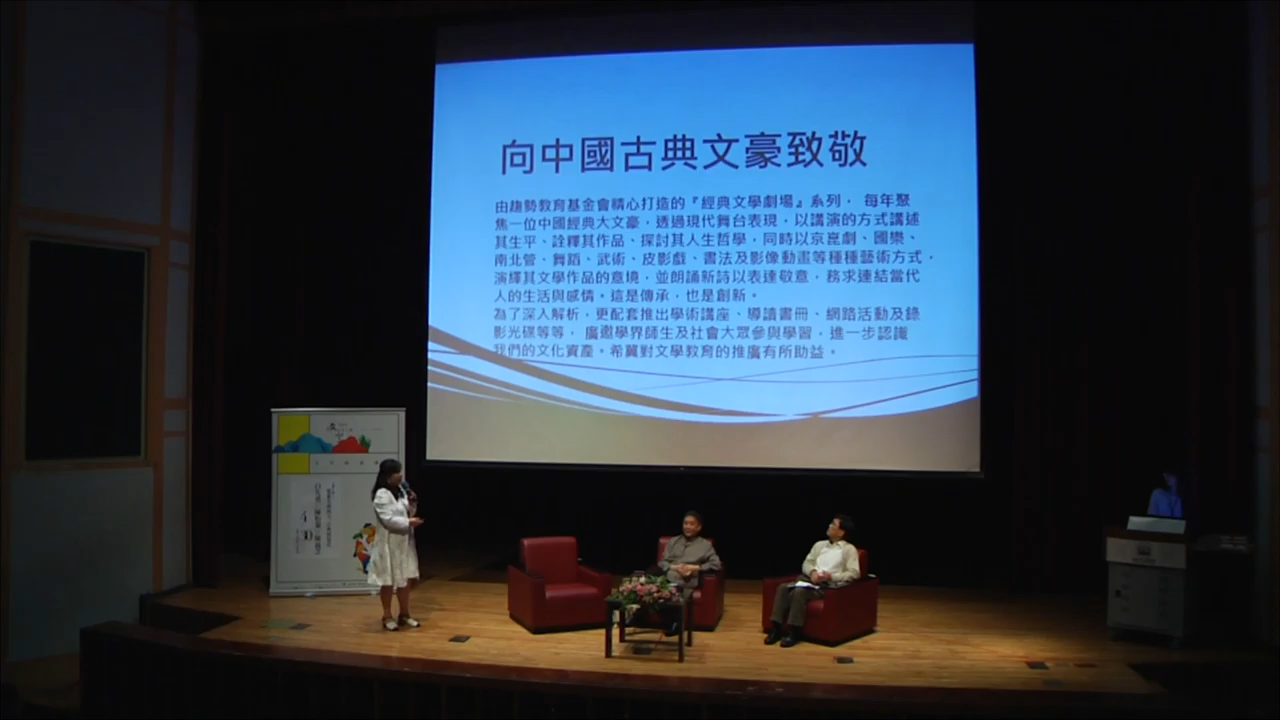 向中國古典文豪致敬
由趨勢教育基金會精心打造的『經典文學劇場』系列， 每年聚
焦一位中國經典大文豪，透過現代舞台表現，以講演的方式講述
其生平、詮釋其作品、探討其人生哲學，同時以京崑劇、國樂、
南北管、舞蹈、武術、皮影戲、書法及影像動畫等種種藝術方式，
演繹其文學作品的意境，並朗誦新詩以表達敬意，務求連結當代
人的生活與感情。這是傳承，也是創新。
為了深入解析，更配套推出學術講座、導讀書冊、網路活動及錄
影光碟等等， 廣邀學界師生及社會大眾參與學習，進一步認識
我們的文化資產。希冀對文學教育的推廣有所助益。